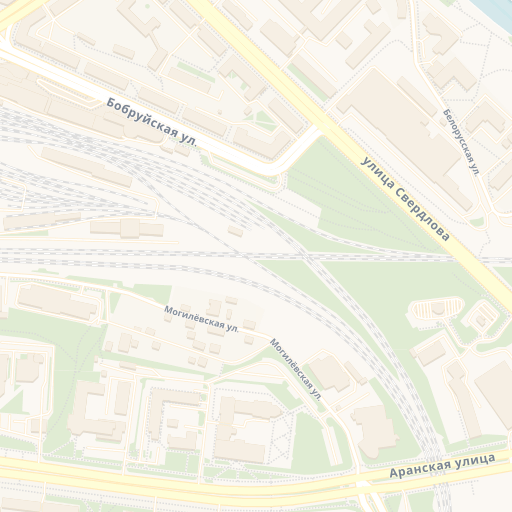 Бобруйская ул.
Белорусская ул.
улица Свердлова
Могилёвская ул.
Могилёвская ул.
Аранская улица